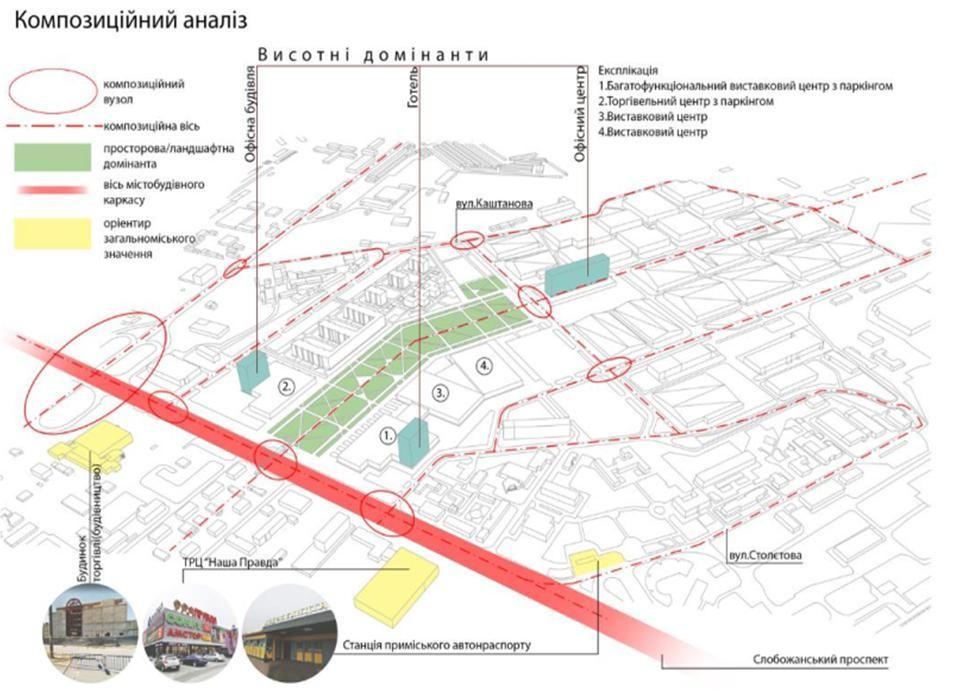 Композиційний аналіз
Висотні домінанти
композиційний
вузол
композиційна вісь
просторова/ландшафтна
домінанта
вісь містобудівного
каркасу
оріентир
загальноміського
значення
Офісна будівля
Готель
Офісний центр
Експлікація
1.Багатофункціональний виставковий центр з паркінгом
2.Торгівельний центр з паркінгом
3.Виставковий центр
4.Виставковий центр
вул.Каштанова
2.
4.
3.
1.
Будинок
торгівлі(будівництво)
ТРЦ "Наша Правда"
вул.Столєтова
Станція приміського автонраспорту
Слобожанський проспект